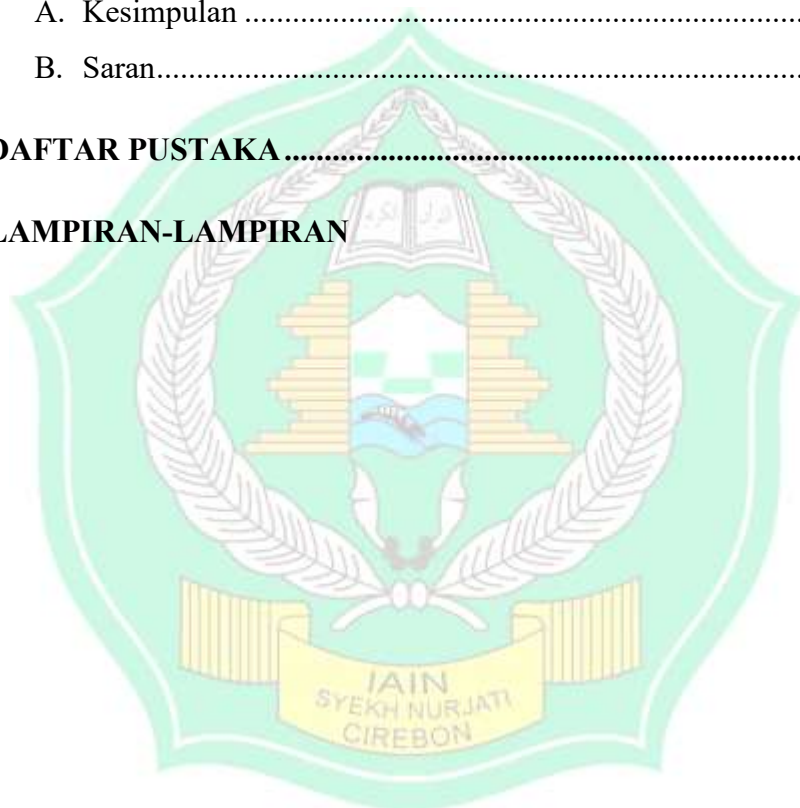 A. Kesimpulan ........................................................................
B. Saran...................................................................................
DAFTAR PUSTAKA.................................................................
LAMPIRAN-LAMPIRAN
IAIN
SYEKH NURJATI
CIREBON